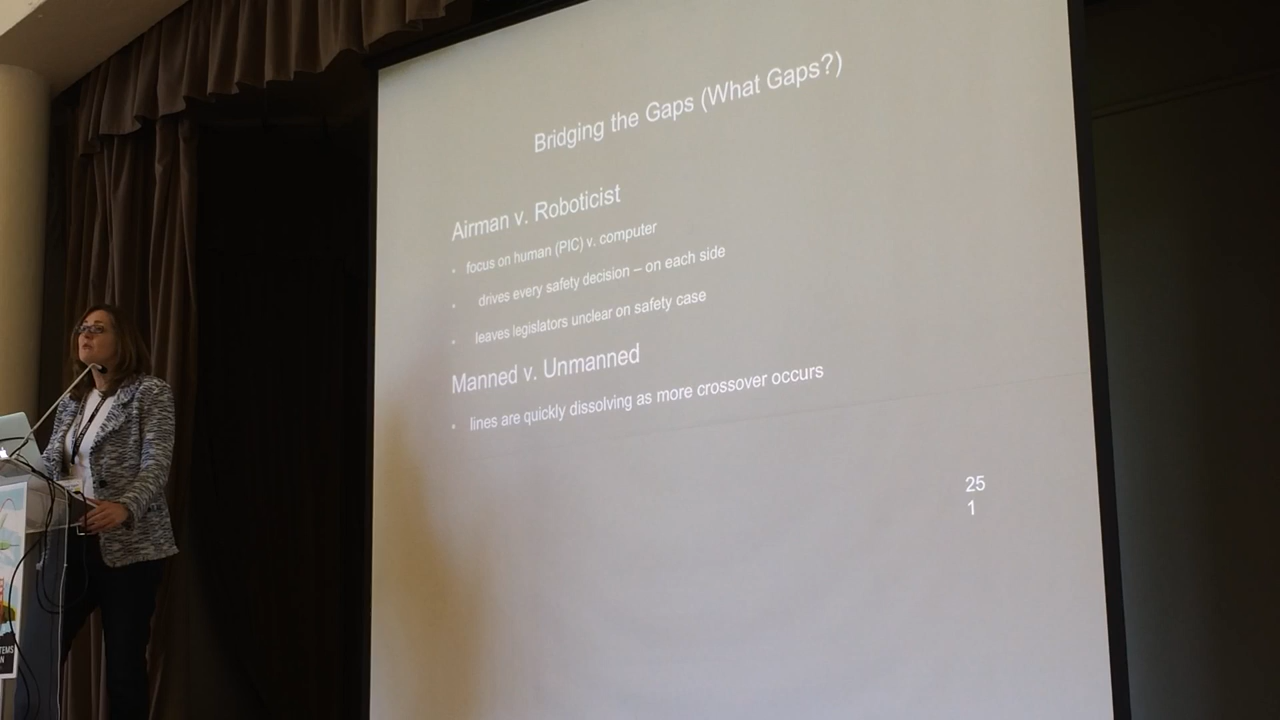 Bridging the Gaps (What Gaps?)
Airman v. Roboticist
• focus on human (PIC) v. computer
• drives every safety decision – on each side
• leaves legislators unclear on safety case
Manned v. Unmanned
• lines are quickly dissolving as more crossover occurs
25
1
TEMS
N